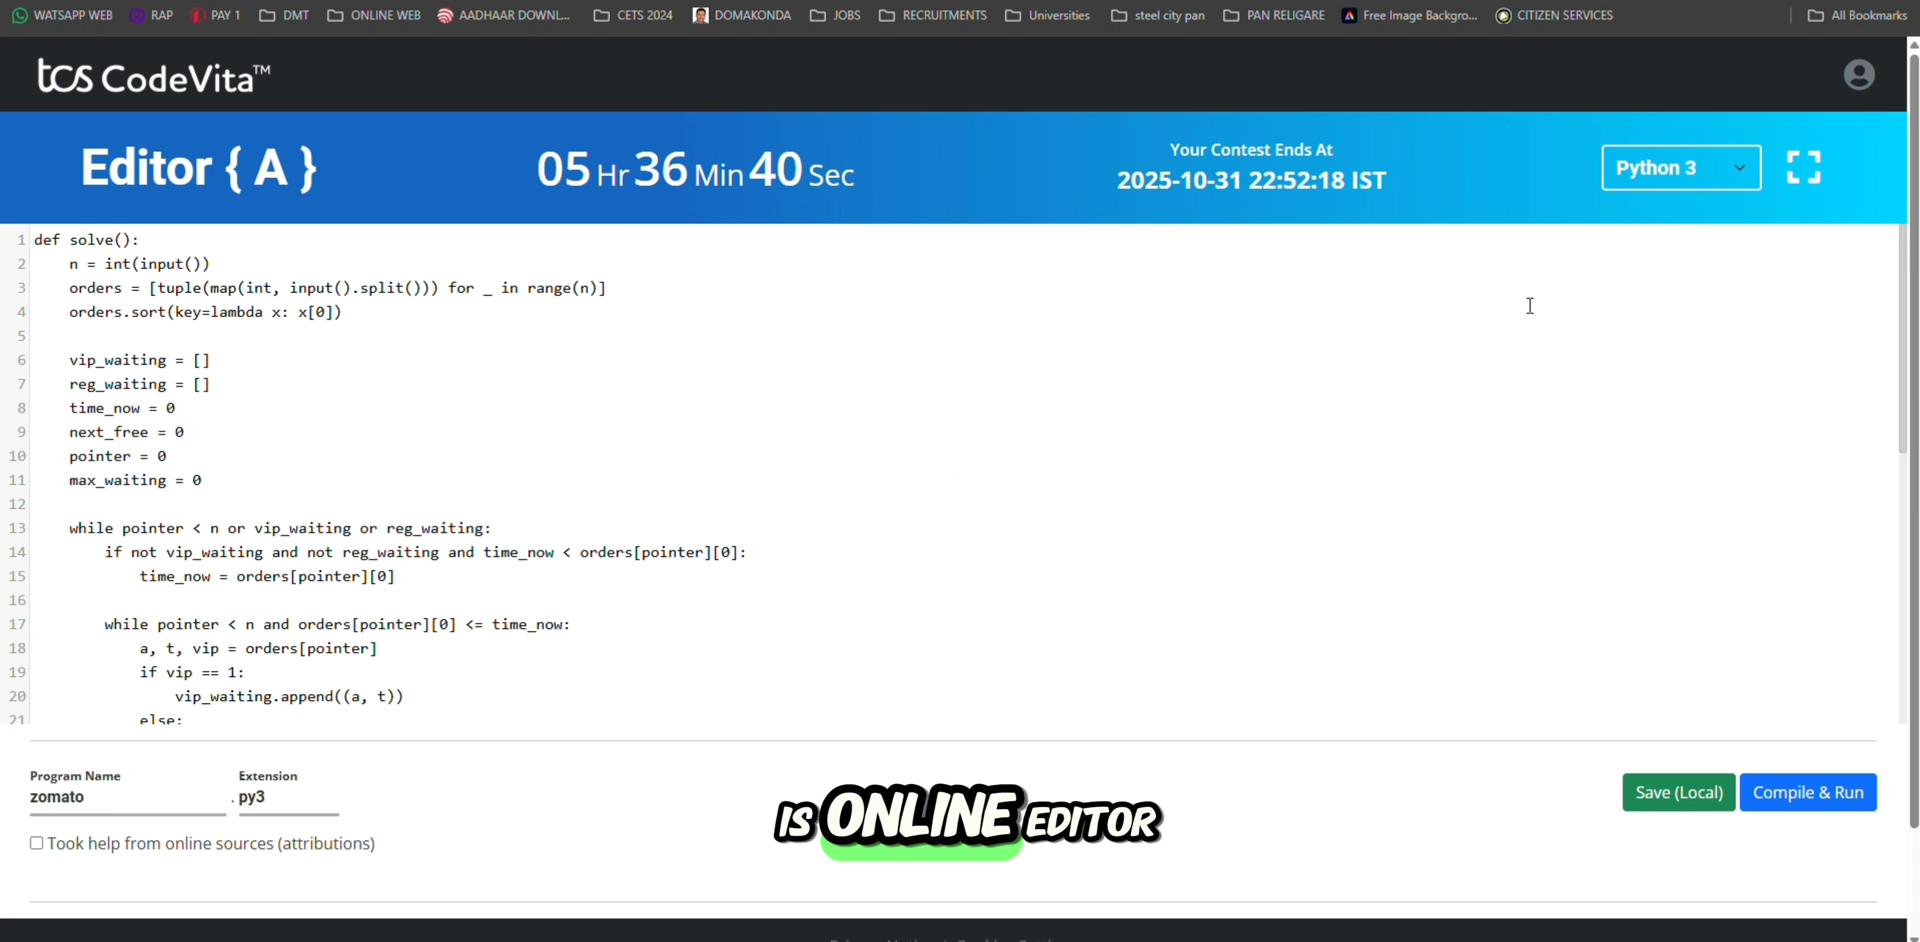 WATSAPP WEB RAP PAY 1 DMT ONLINE WEB AADHAAR DOWNL... CETS 2024 DOMAKONDA JOBS RECRUITMENTS Universities steel city pan PAN RELIGARE Free Image Backgro... CITIZEN SERVICES All Bookmarks
tcs CodeVita™
Editor { A }
05 Hr 36 Min 40 Sec
Your Contest Ends At
2025-10-31 22:52:18 IST
Python 3
1 def solve():
2 n = int(input())
3 orders = [tuple(map(int, input().split())) for _ in range(n)]
4 orders.sort(key=lambda x: x[0])
5
6 vip_waiting = []
7 reg_waiting = []
8 time_now = 0
9 next_free = 0
10 pointer = 0
11 max_waiting = 0
12
13 while pointer < n or vip_waiting or reg_waiting:
14 if not vip_waiting and not reg_waiting and time_now < orders[pointer][0]:
15 time_now = orders[pointer][0]
16
17 while pointer < n and orders[pointer][0] <= time_now:
18 a, t, vip = orders[pointer]
19 if vip == 1:
20 vip_waiting.append((a, t))
21 else:
Program Name Extension
zomato . py3
Save (Local) Compile & Run
IS ONLINE EDITOR
Took help from online sources (attributions)